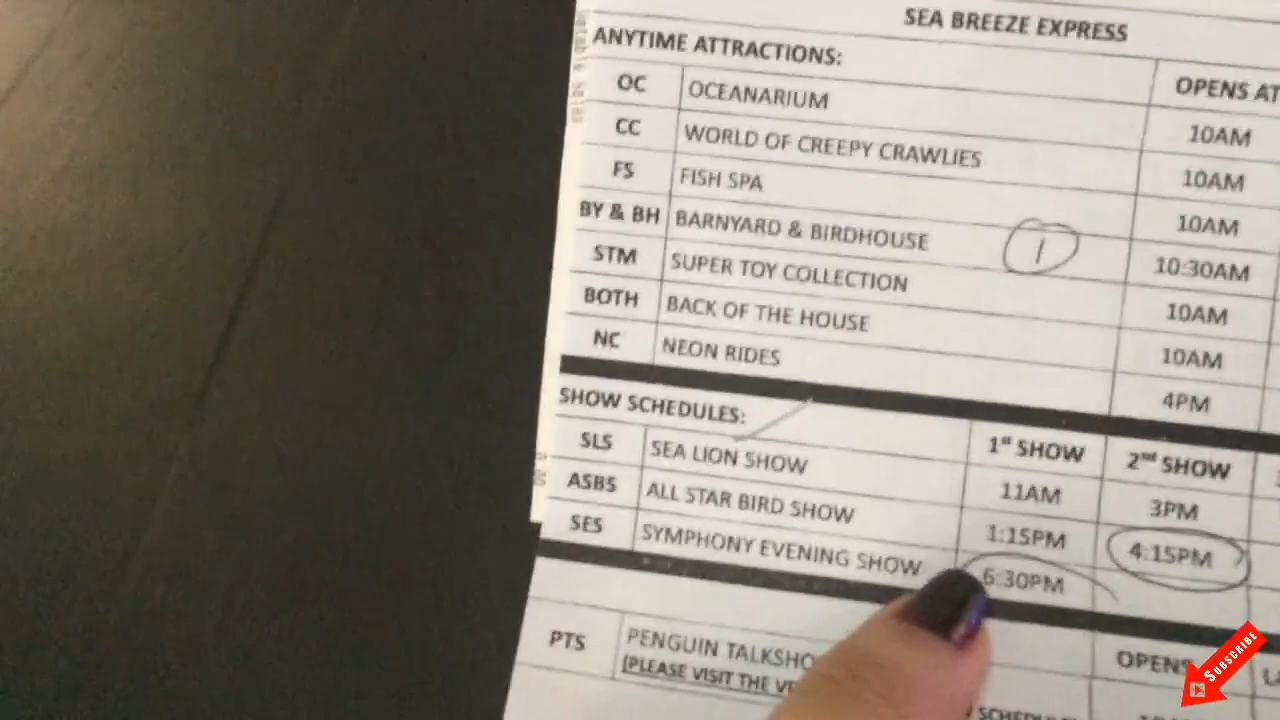 SEA BREEZE EXPRESS
ANYTIME ATTRACTIONS: OPENS AT
OC OCEANARIUM 10AM
CC WORLD OF CREEPY CRAWLIES 10AM
FS FISH SPA 10AM
BY & BH BARNYARD & BIRDHOUSE 1 10:30AM
STM SUPER TOY COLLECTION 10AM
BOTH BACK OF THE HOUSE 10AM
NC NEON RIDES 4PM
SHOW SCHEDULES: 1st SHOW 2nd SHOW
SLS SEA LION SHOW 11AM 3PM
ASBS ALL STAR BIRD SHOW 1:15PM 4:15PM
SES SYMPHONY EVENING SHOW 6:30PM
PTS PENGUIN TALKSHO OPENS
(PLEASE VISIT THE
SUBSCRIBE